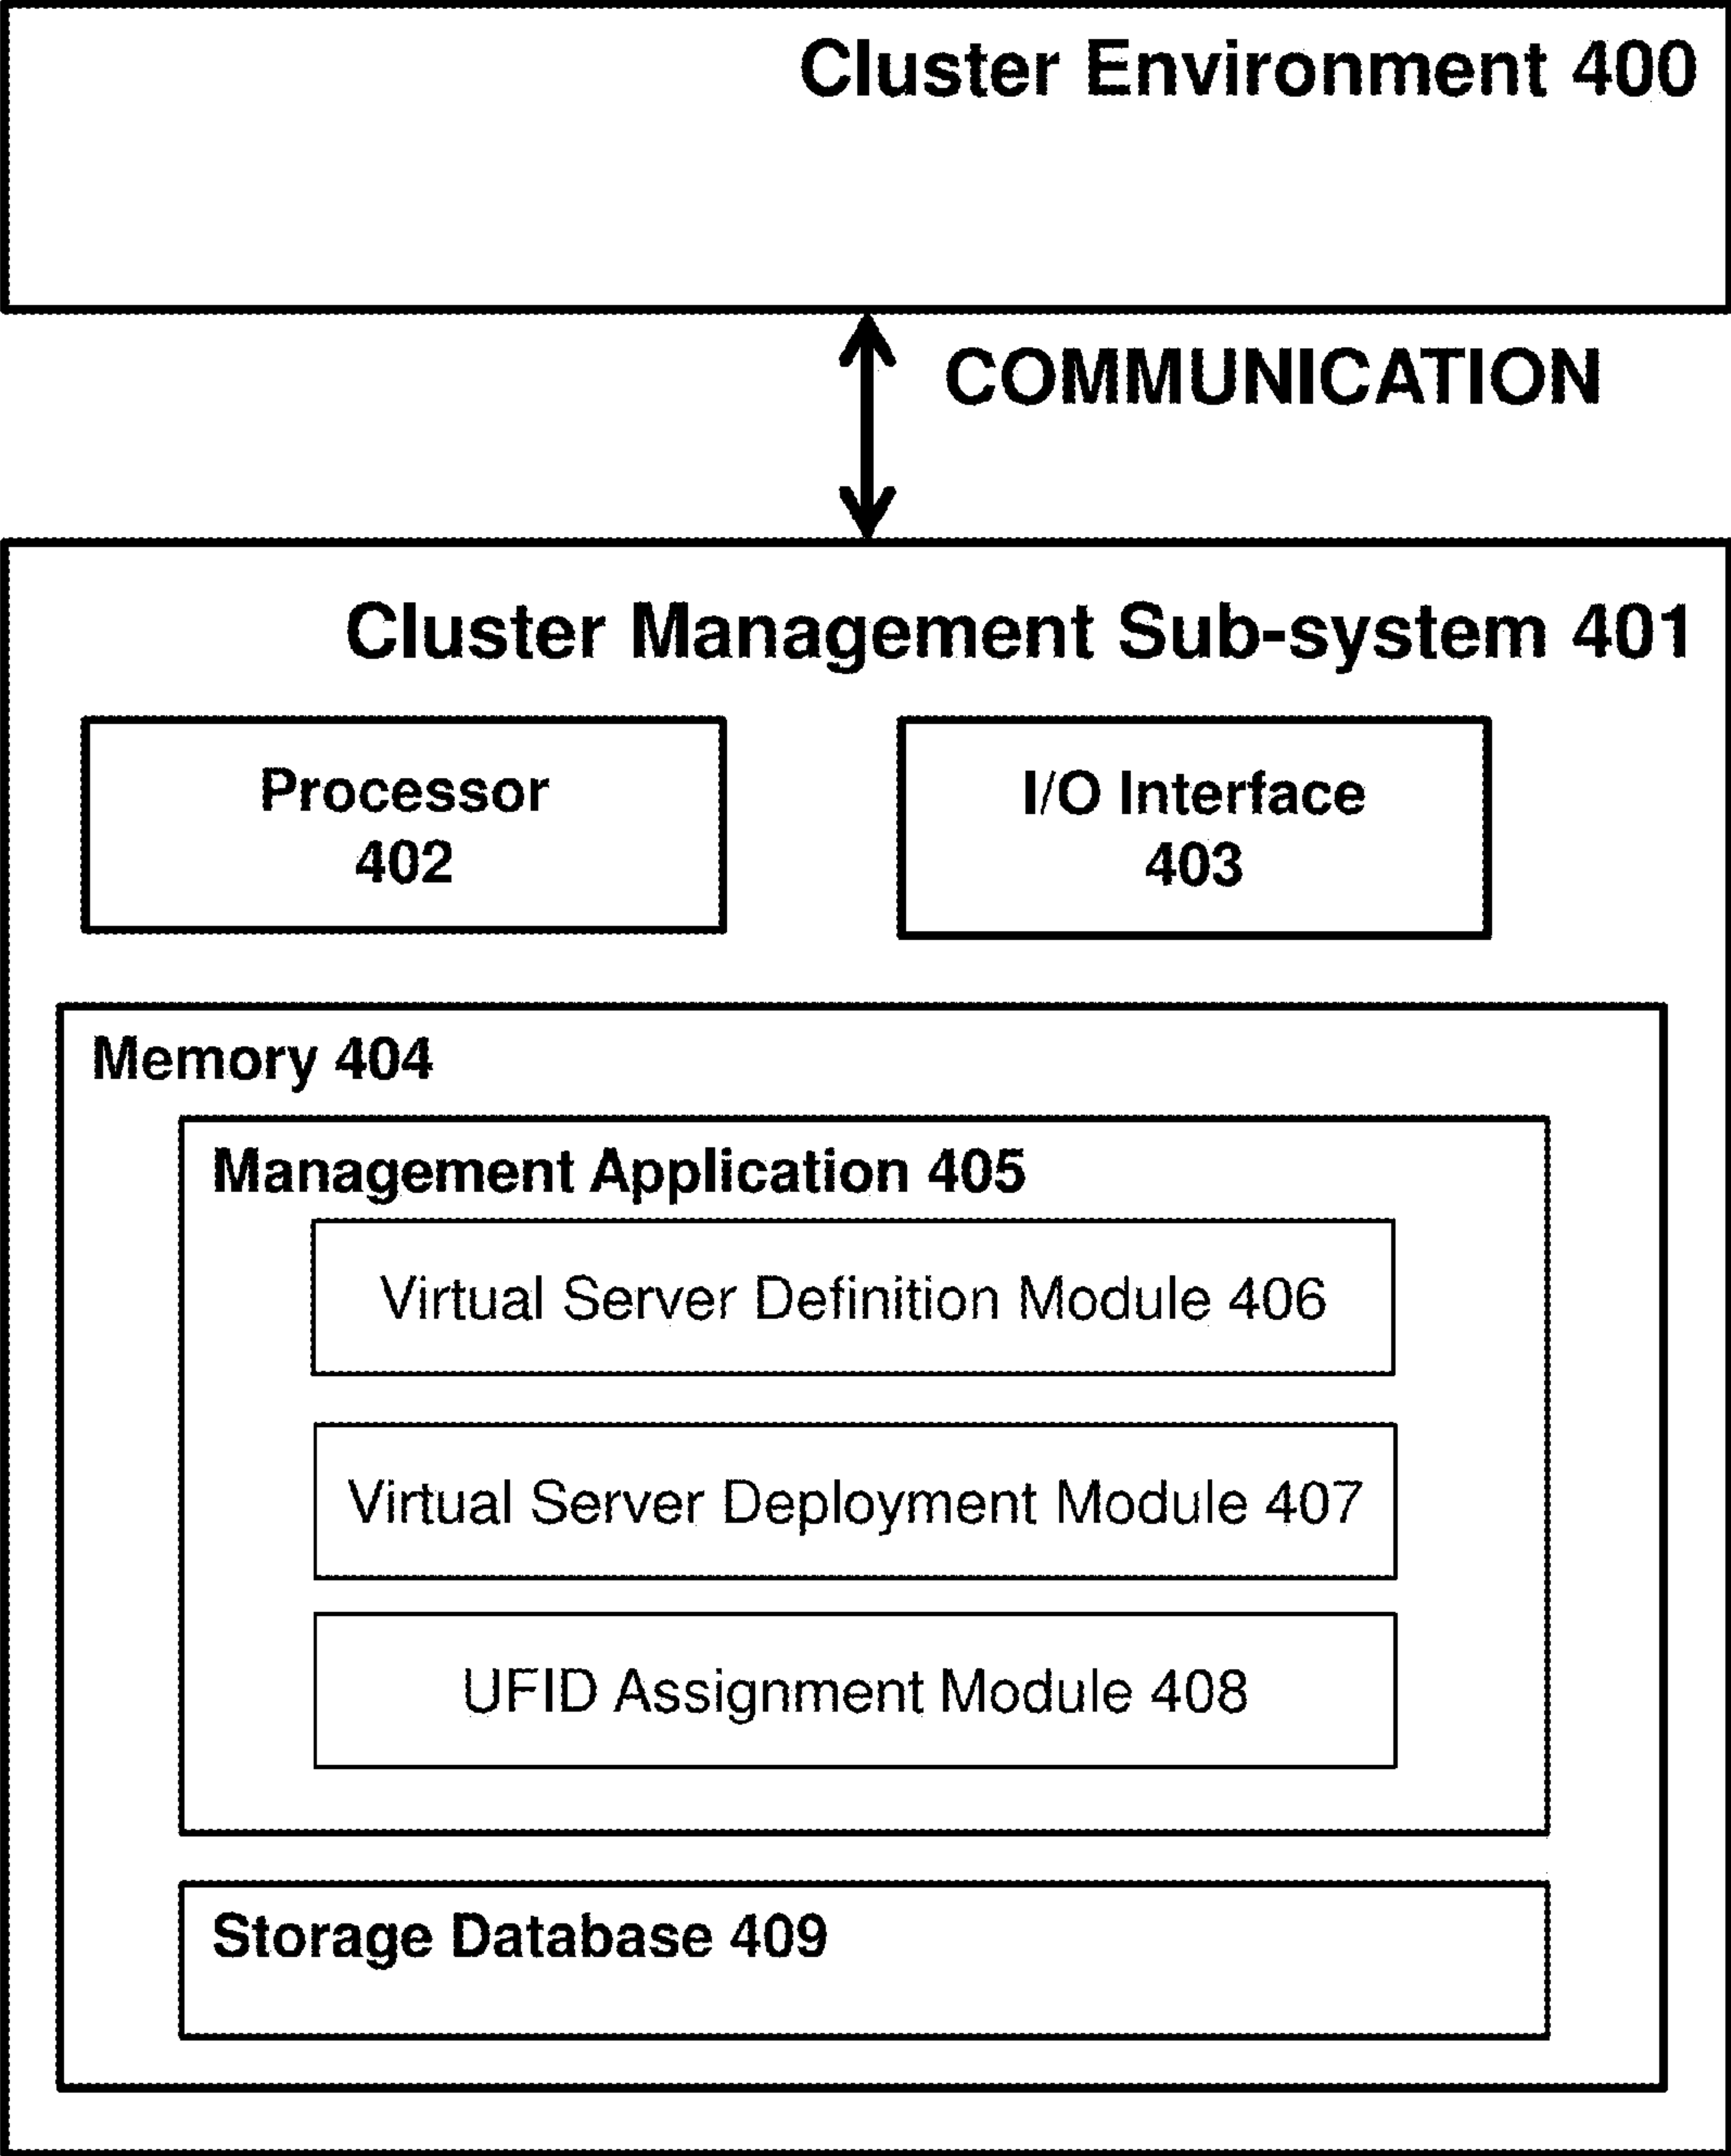 Cluster Environment 400
COMMUNICATION
Cluster Management Sub-system 401
Processor
402
I/O Interface
403
Memory 404
Management Application 405
Virtual Server Definition Module 406
Virtual Server Deployment Module 407
UFID Assignment Module 408
Storage Database 409